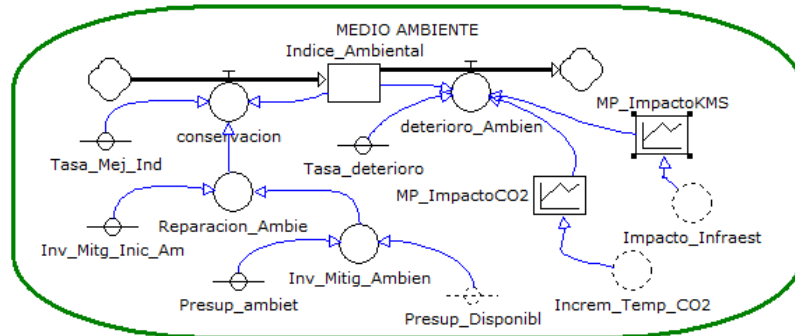 MEDIO AMBIENTE
Indice_Ambiental
MP_ImpactoKMS
conservacion
deterioro_Ambien
Tasa_Mej_Ind
Tasa_deterioro
MP_ImpactoCO2
Reparacion_Ambie
Impacto_Infraest
Inv_Mitg_Inic_Am
Inv_Mitig_Ambien
Presup_ambiet
Increm_Temp_CO2
Presup_Disponibl